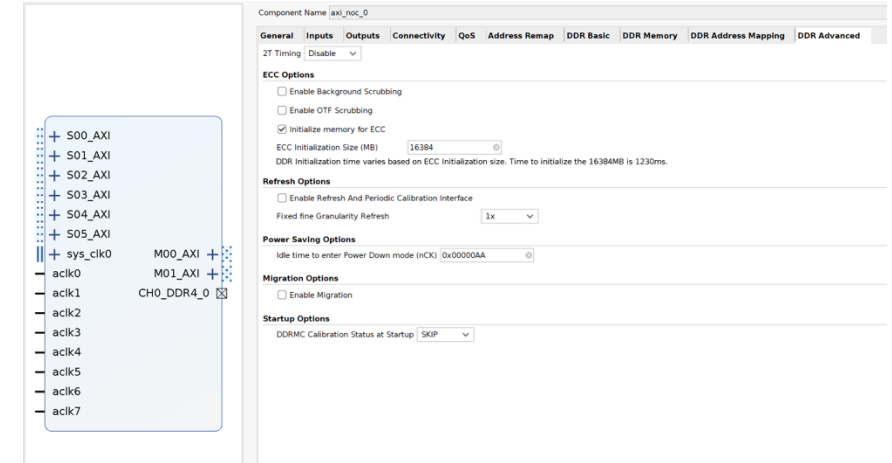 Component Name axi_noc_0
General Inputs Outputs Connectivity QoS Address Remap DDR Basic DDR Memory DDR Address Mapping DDR Advanced
2T Timing Disable
ECC Options
Enable Background Scrubbing
Enable OTF Scrubbing
Initialize memory for ECC
ECC Initialization Size (MB) 16384
DDR Initialization time varies based on ECC Initialization size. Time to initialize the 16384MB is 1230ms.
Refresh Options
Enable Refresh And Periodic Calibration Interface
Fixed fine Granularity Refresh 1x
Power Saving Options
Idle time to enter Power Down mode (nCK) 0x000000AA
Migration Options
Enable Migration
Startup Options
DDRMC Calibration Status at Startup SKIP
S00_AXI
S01_AXI
S02_AXI
S03_AXI
S04_AXI
S05_AXI
sys_clk0 M00_AXI
aclk0 M01_AXI
aclk1 CH0_DDR4_0
aclk2
aclk3
aclk4
aclk5
aclk6
aclk7